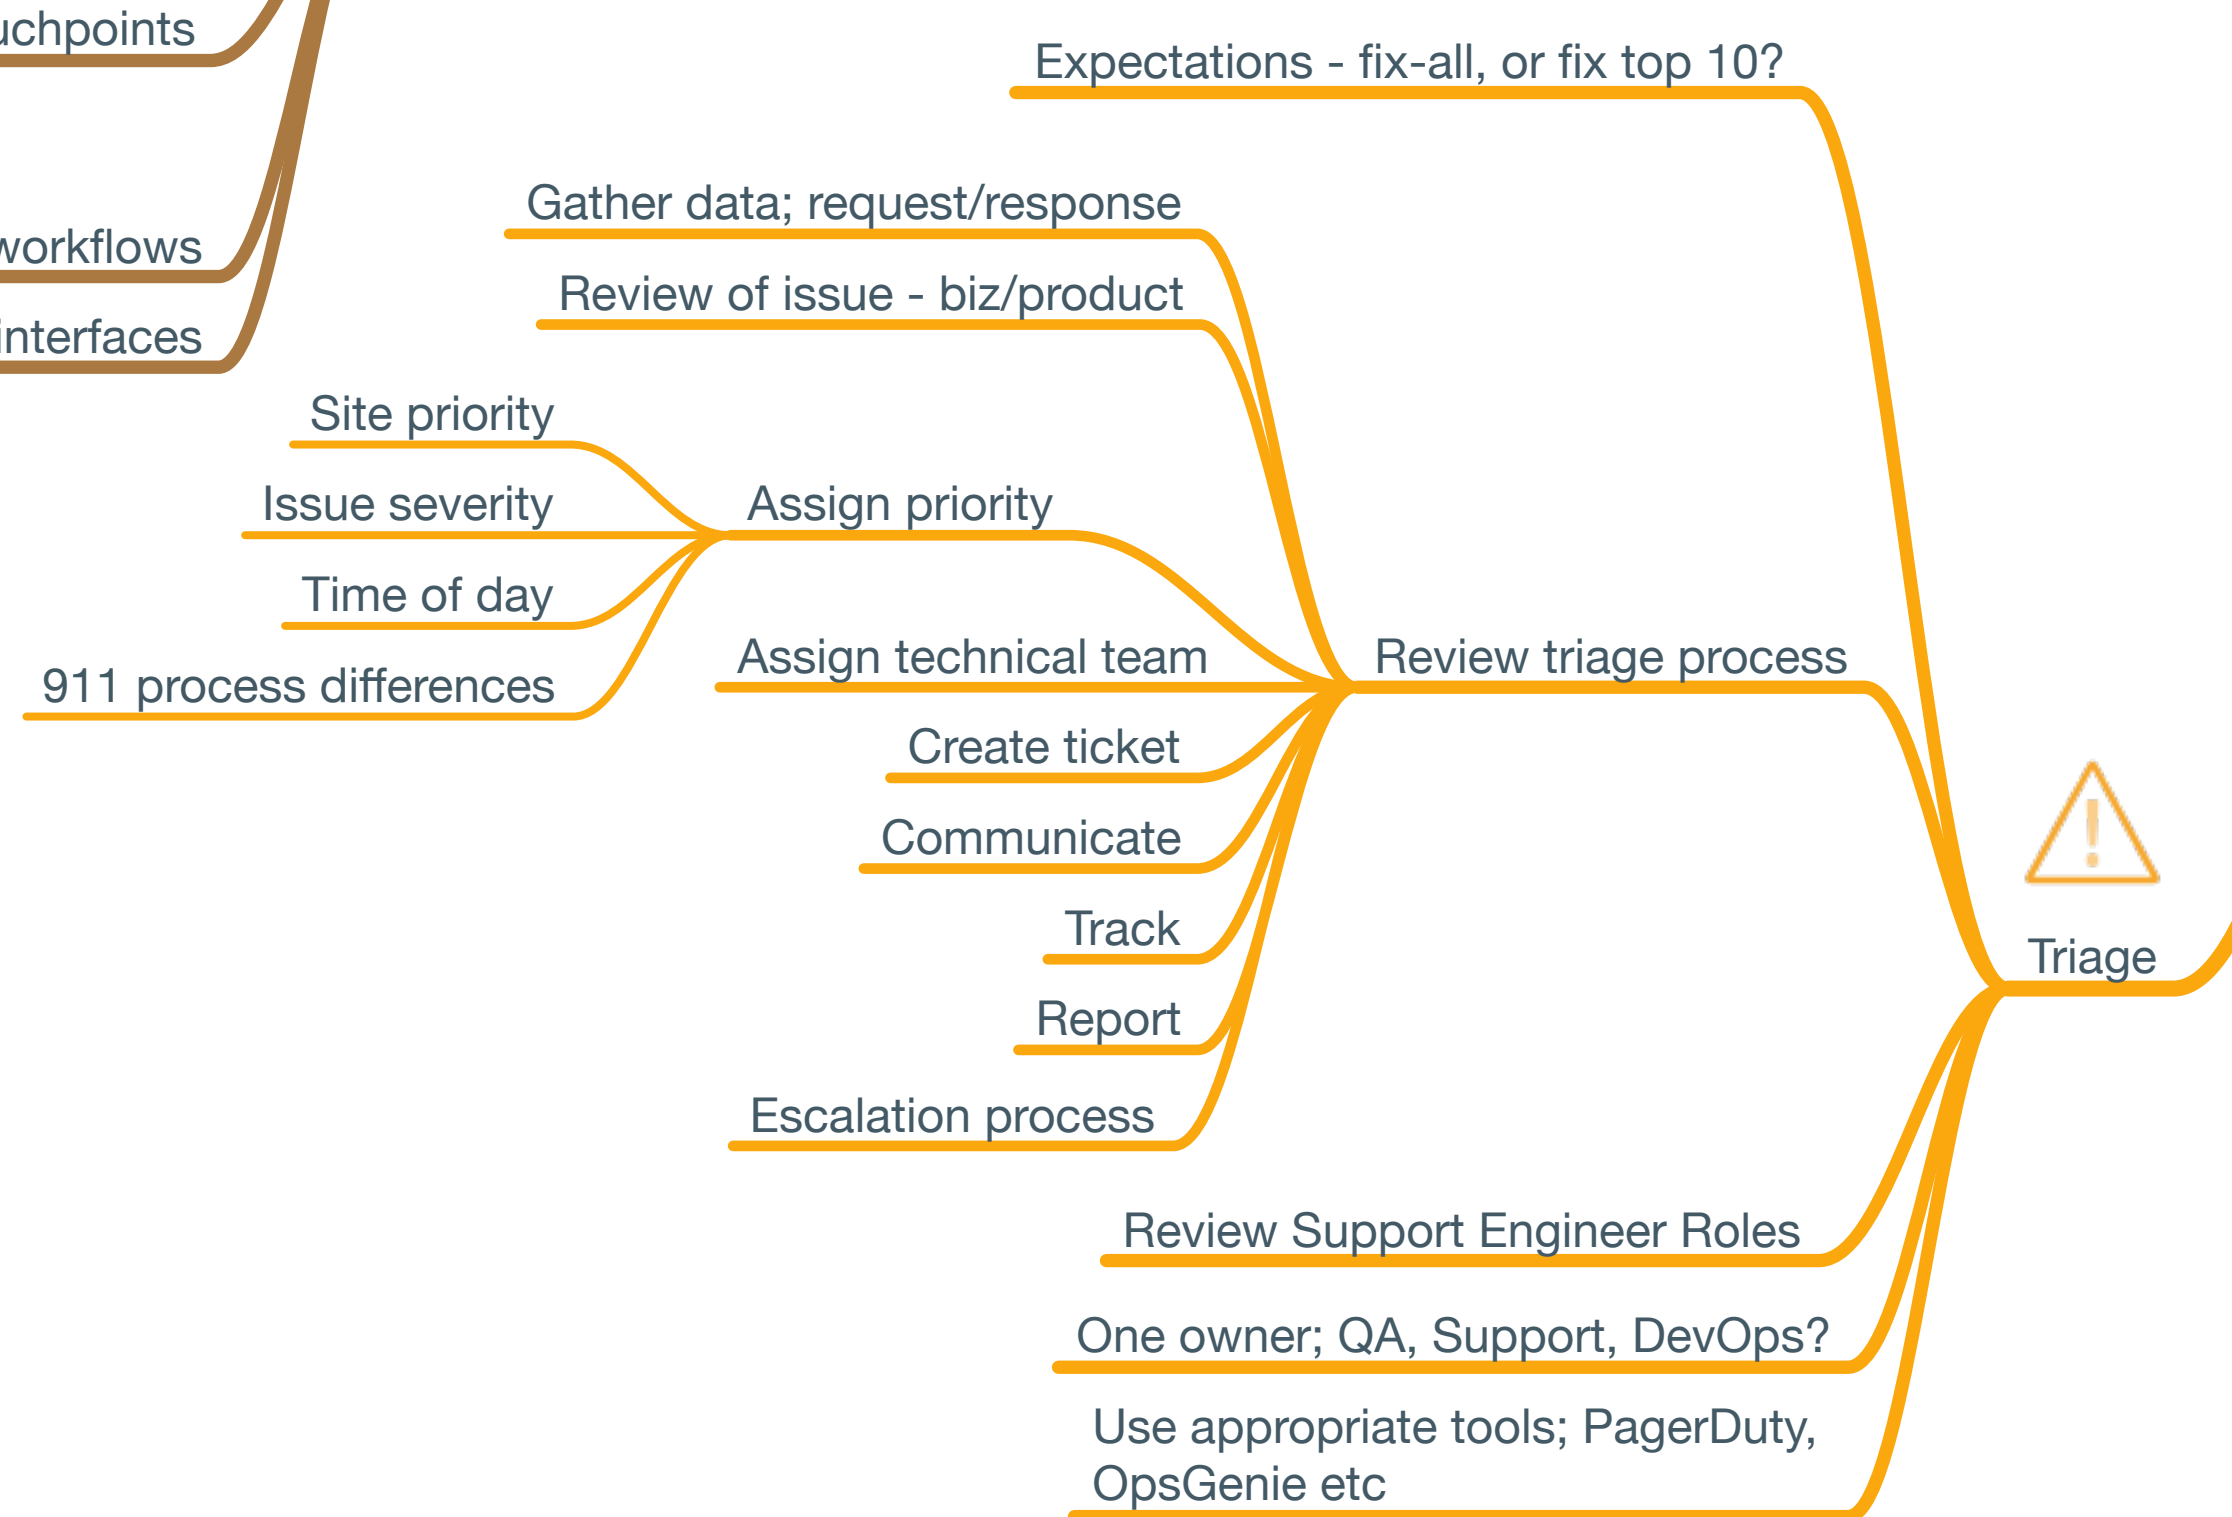 Expectations - fix-all, or fix top 10?
Gather data; request/response
Review of issue - biz/product
workflows
interfaces
Site priority
Issue severity
Assign priority
Time of day
911 process differences
Assign technical team
Review triage process
Create ticket
Communicate
Track
Report
Escalation process
!
Triage
Review Support Engineer Roles
One owner; QA, Support, DevOps?
Use appropriate tools; PagerDuty,
OpsGenie etc